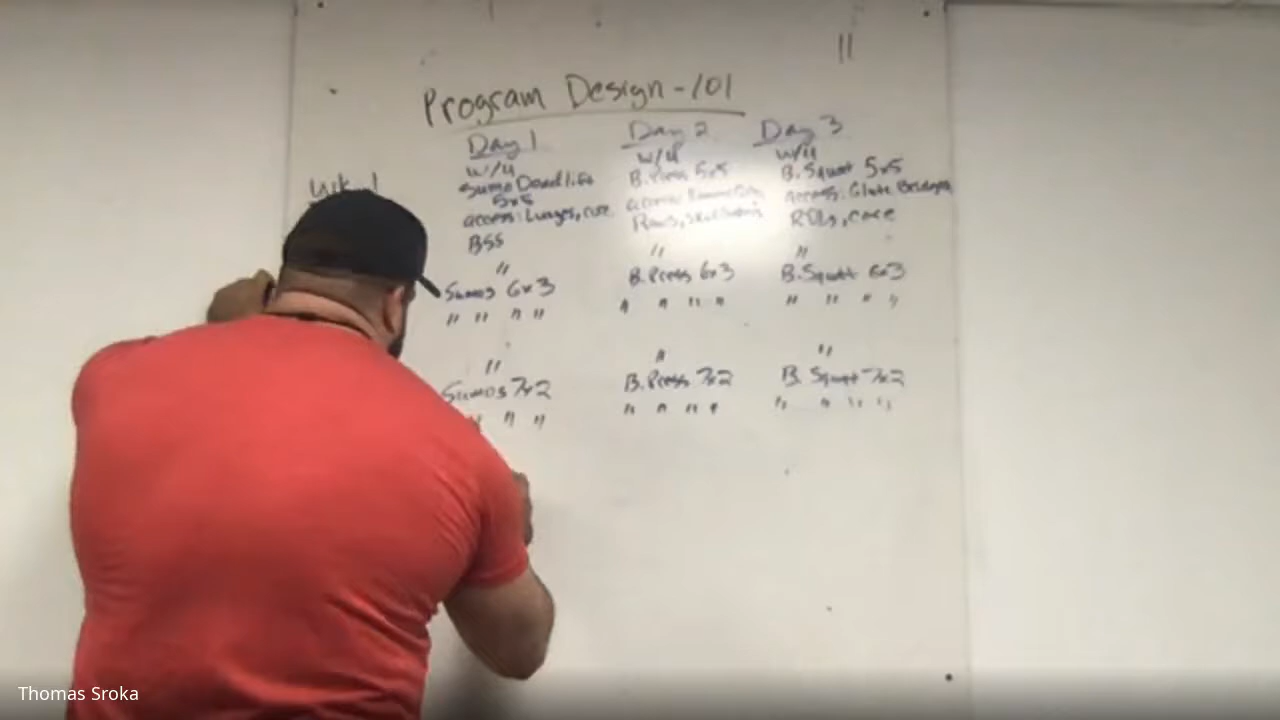 Program Design-101
Day 1
Day 2
Day 3
Wk 1
w/u
Sumo Deadlift
5x5
access: Lunges, core
BSS
w/u
B.Press 5x5
access:
Rows,
w/u
B. Squat 5x5
access: Glute Bridges
RDLs, core
"
Sumos 6x3
" " " "
"
B.Press 6x3
" " " "
"
B. Squat 6x3
" " " "
"
Sumos 7x2
" " "
"
B.Press 7x2
" " " "
"
B. Squat 7x2
" " " "
Thomas Sroka